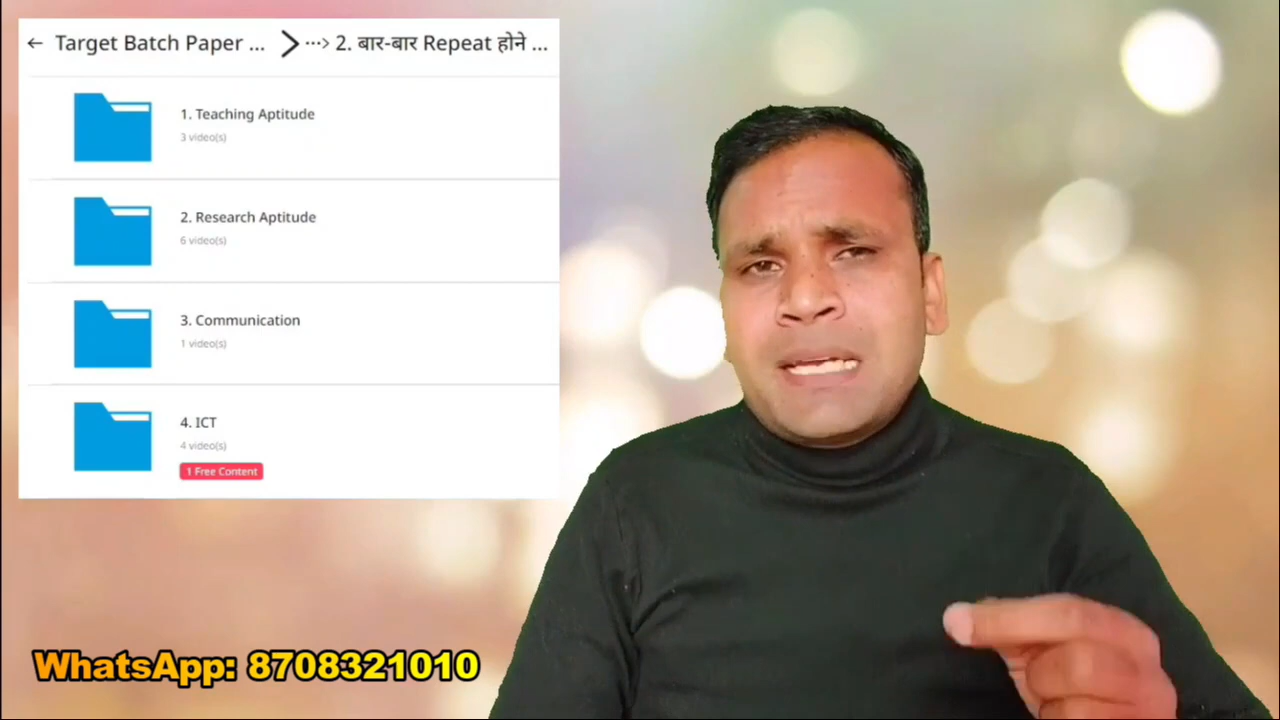 ← Target Batch Paper ... > ···> 2. बार-बार Repeat होने ...
1. Teaching Aptitude
3 video(s)
2. Research Aptitude
6 video(s)
3. Communication
1 video(s)
4. ICT
4 video(s)
1 Free Content
WhatsApp: 8708321010